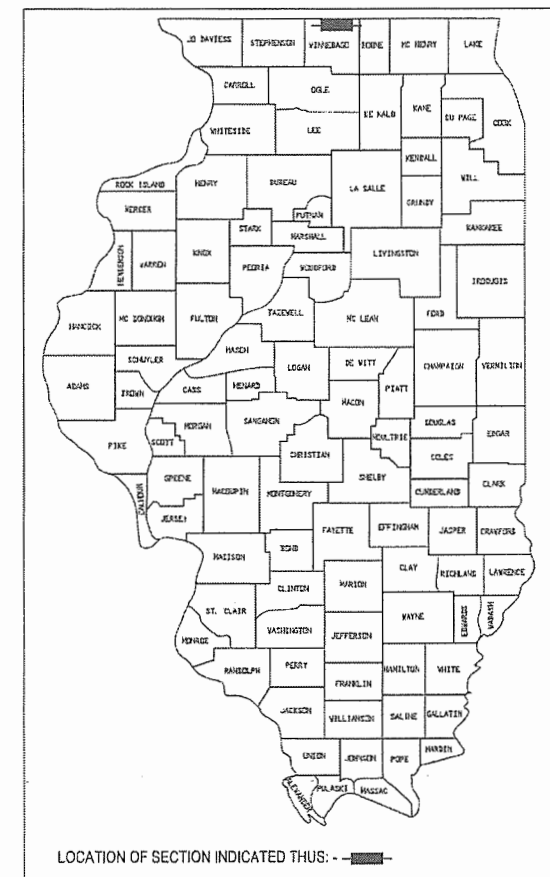 JO DAVIESS STEPHENSON WINNEBAGO BOONE MC HENRY LAKE
CARROLL OGLE DE KALB KANE DU PAGE COOK
WHITESIDE LEE KENDALL WILL
ROCK ISLAND HENRY BUREAU LA SALLE GRUNDY
MERCER STARK PUTNAM MARSHALL KANKAKEE
HENDERSON WARREN KNOX PEORIA WOODFORD LIVINGSTON IROQUOIS
HANCOCK MC DONOUGH FULTON TAZEWELL MC LEAN FORD
SCHUYLER MASON LOGAN DE WITT CHAMPAIGN VERMILION
ADAMS BROWN CASS MENARD MACON PIATT
PIKE SCOTT MORGAN SANGAMON CHRISTIAN MOULTRIE DOUGLAS EDGAR
COLES
CALHOUN GREENE MACOUPIN MONTGOMERY SHELBY CUMBERLAND CLARK
JERSEY FAYETTE EFFINGHAM JASPER CRAWFORD
MADISON BOND CLAY RICHLAND LAWRENCE
CLINTON MARION
ST. CLAIR WASHINGTON JEFFERSON WAYNE EDWARDS WABASH
MONROE
RANDOLPH PERRY FRANKLIN HAMILTON WHITE
JACKSON WILLIAMSON SALINE GALLATIN
UNION JOHNSON POPE HARDIN
ALEXANDER PULASKI MASSAC
LOCATION OF SECTION INDICATED THUS: -